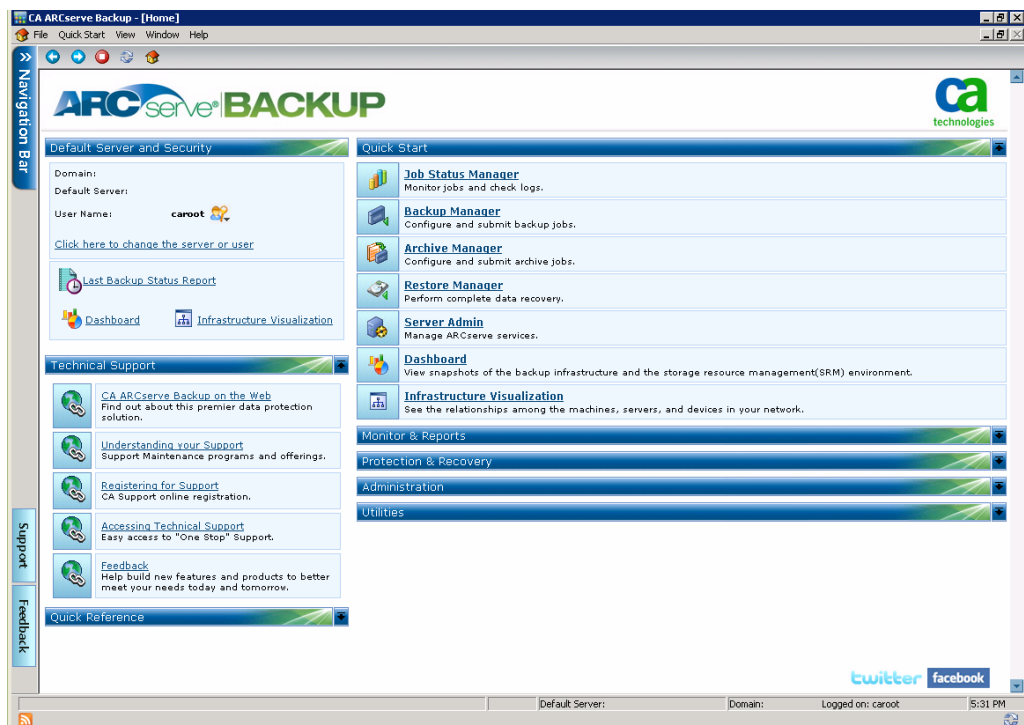 CA ARCserve Backup - [Home]
File Quick Start View Window Help
Navigation Bar
ARCserve® BACKUP
ca
technologies
Default Server and Security
Domain:
Default Server:
User Name: caroot
Click here to change the server or user
Last Backup Status Report
Dashboard
Infrastructure Visualization
Technical Support
CA ARCserve Backup on the Web
Find out about this premier data protection
solution.
Understanding your Support
Support Maintenance programs and offerings.
Registering for Support
CA Support online registration.
Accessing Technical Support
Easy access to "One Stop" Support.
Feedback
Help build new features and products to better
meet your needs today and tomorrow.
Quick Reference
Quick Start
Job Status Manager
Monitor jobs and check logs.
Backup Manager
Configure and submit backup jobs.
Archive Manager
Configure and submit archive jobs.
Restore Manager
Perform complete data recovery.
Server Admin
Manage ARCserve services.
Dashboard
View snapshots of the backup infrastructure and the storage resource management(SRM) environment.
Infrastructure Visualization
See the relationships among the machines, servers, and devices in your network.
Monitor & Reports
Protection & Recovery
Administration
Utilities
Support
Feedback
twitter facebook
Default Server: Domain: Logged on: caroot 5:31 PM